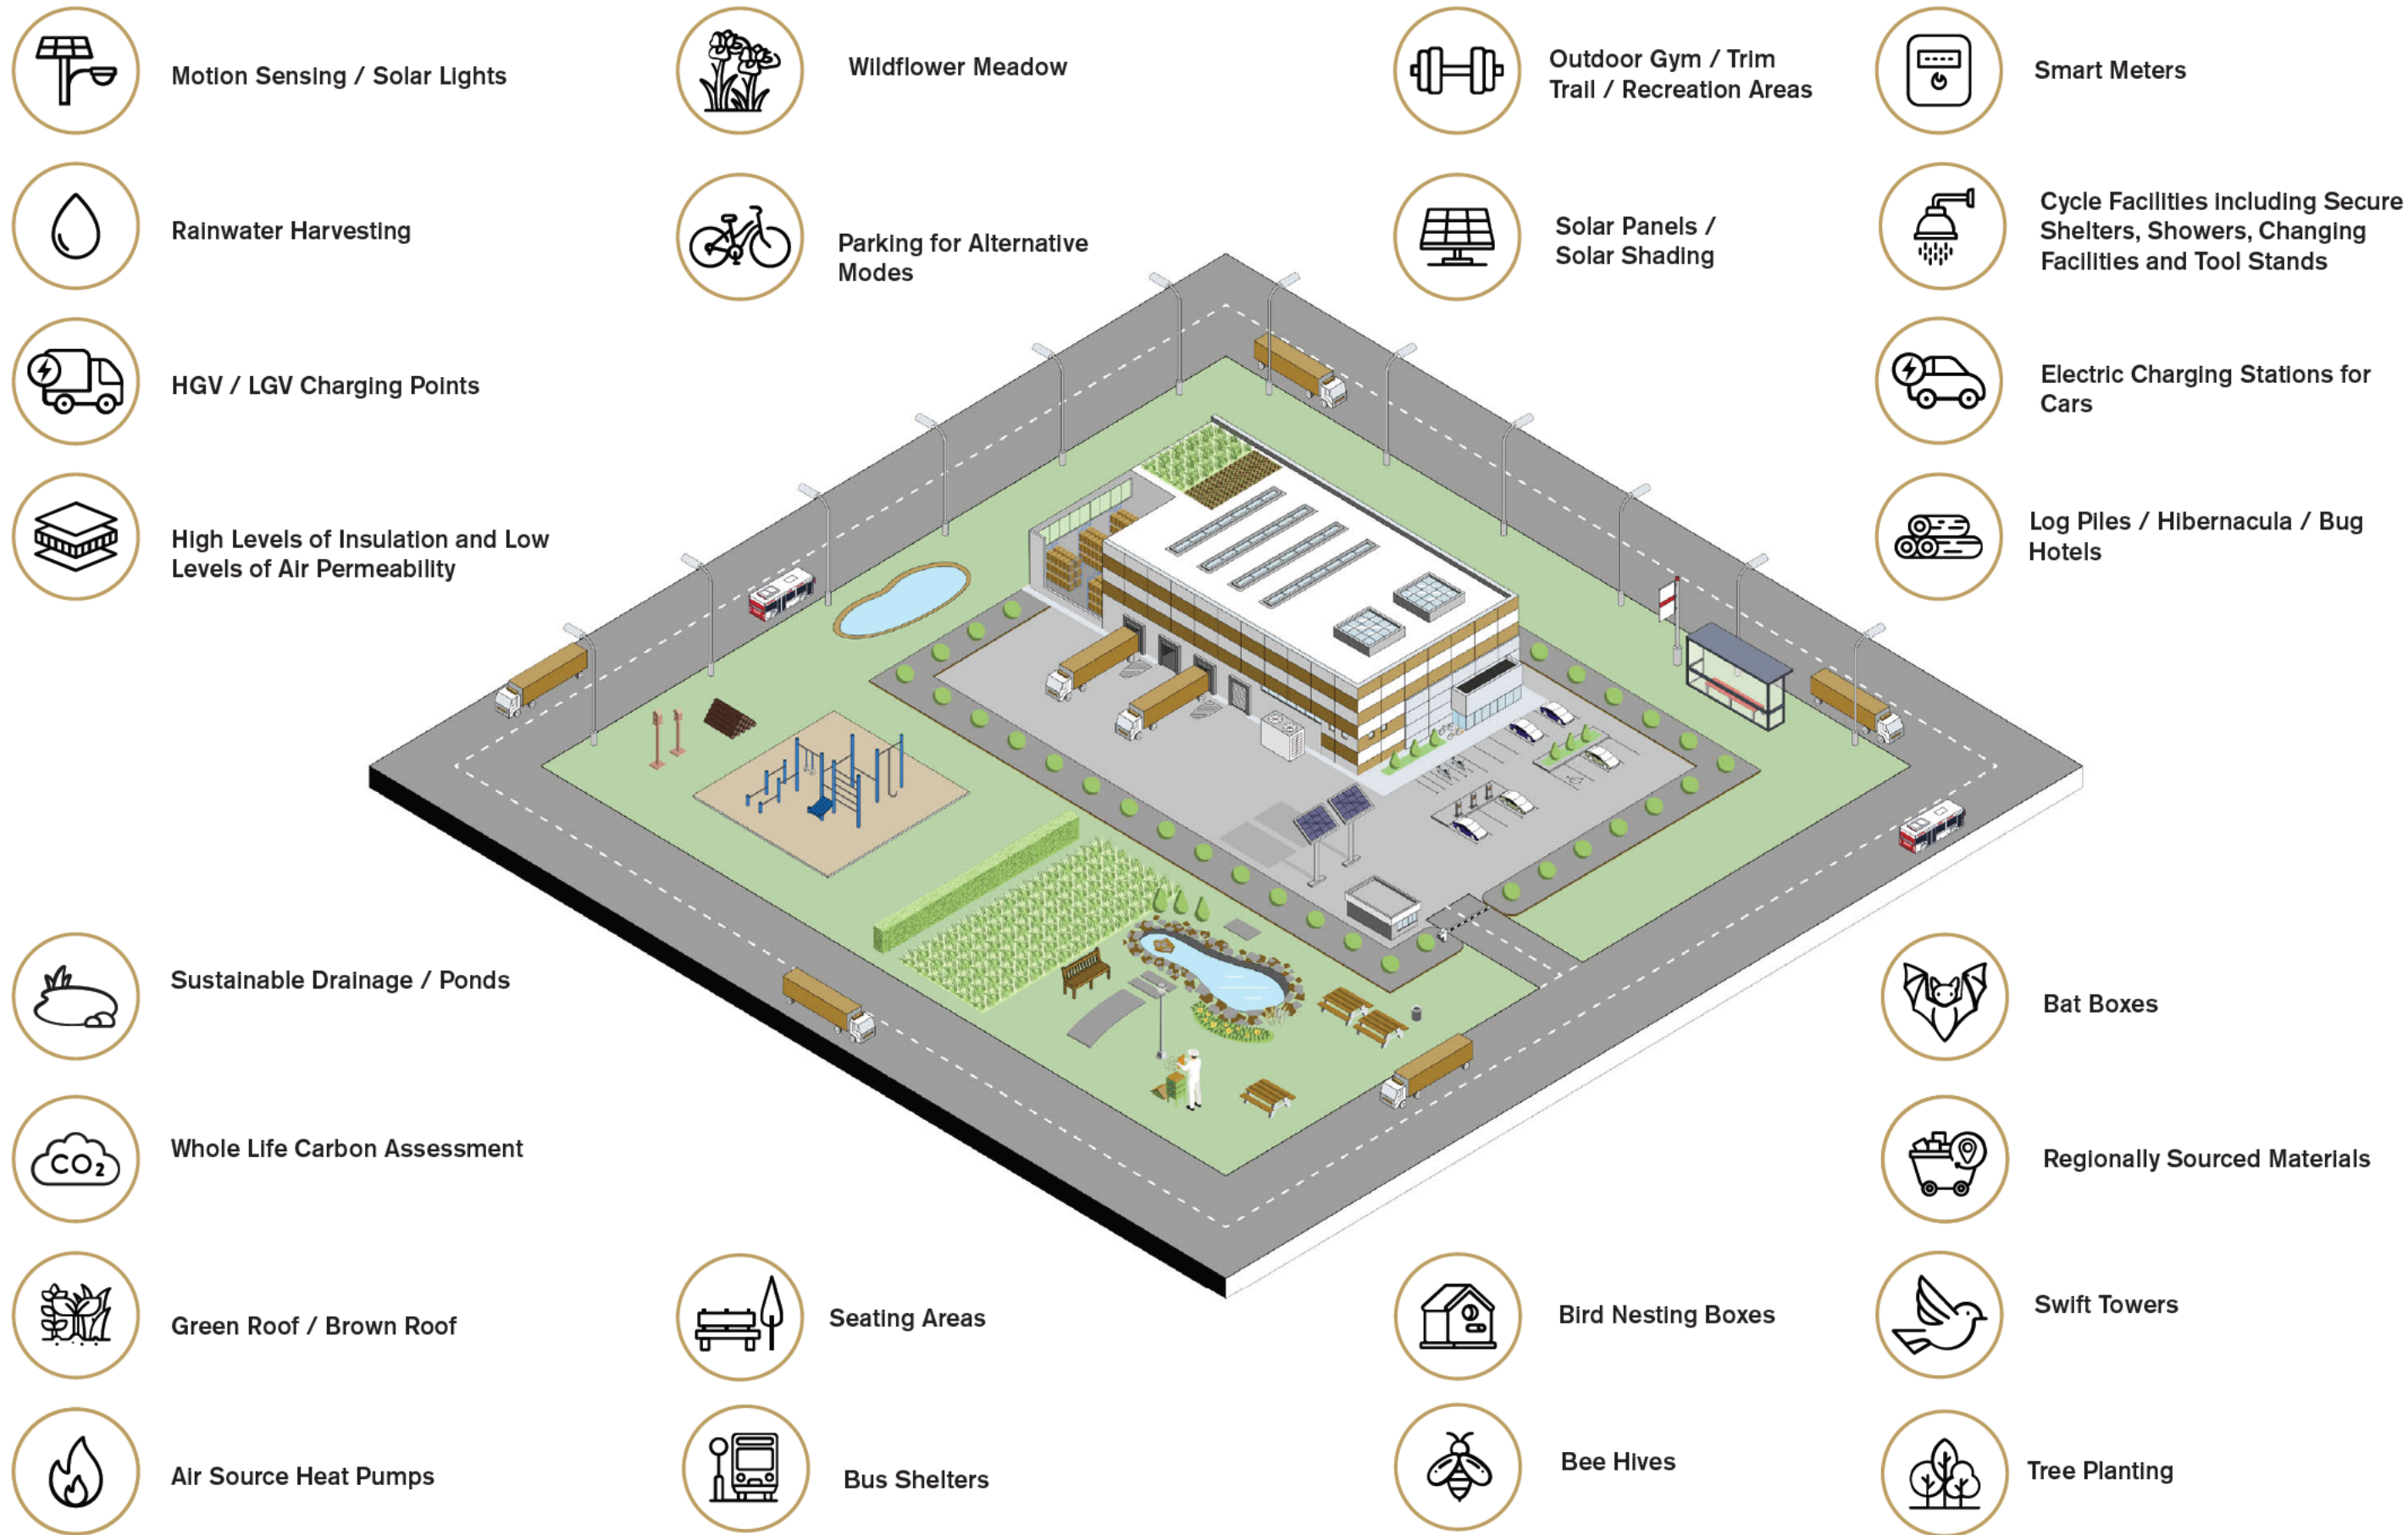 Motion Sensing / Solar Lights
Wildflower Meadow
Outdoor Gym / Trim
Trail / Recreation Areas
Smart Meters
Rainwater Harvesting
Parking for Alternative
Modes
Solar Panels /
Solar Shading
Cycle Facilities including Secure
Shelters, Showers, Changing
Facilities and Tool Stands
HGV / LGV Charging Points
Electric Charging Stations for
Cars
High Levels of Insulation and Low
Levels of Air Permeability
Log Piles / Hibernacula / Bug
Hotels
Sustainable Drainage / Ponds
Bat Boxes
CO₂
Whole Life Carbon Assessment
Regionally Sourced Materials
Green Roof / Brown Roof
Seating Areas
Bird Nesting Boxes
Swift Towers
Air Source Heat Pumps
Bus Shelters
Bee Hives
Tree Planting